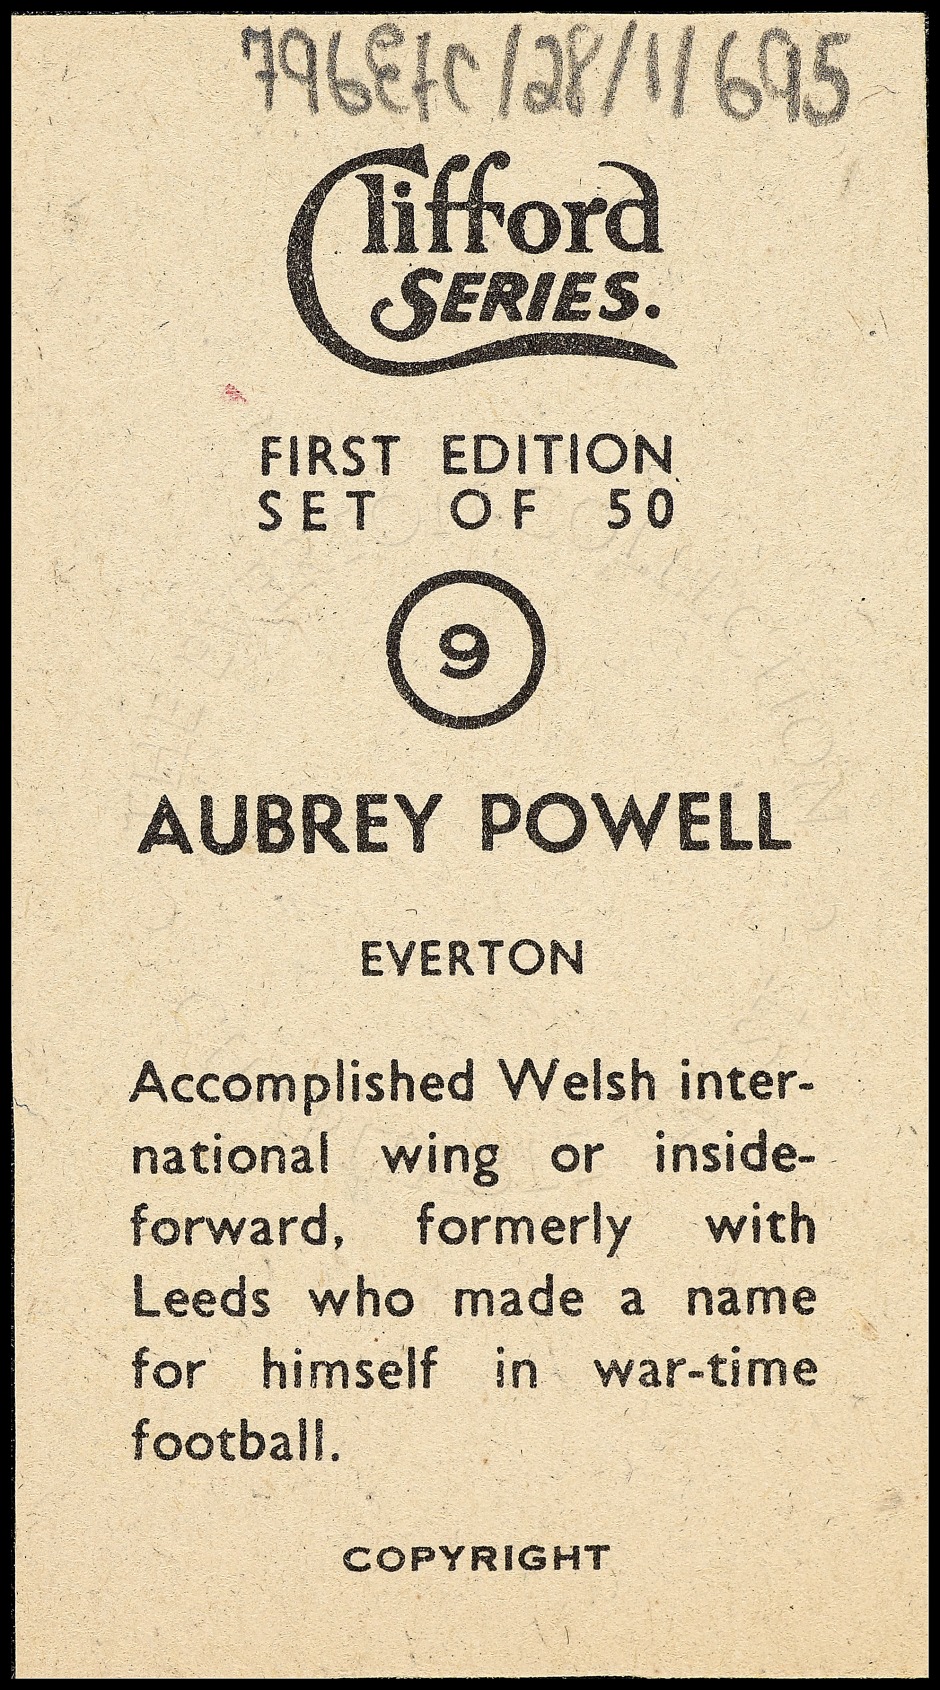 796EFC/28/1/695
Clifford
SERIES.
FIRST EDITION
SET OF 50
9
AUBREY POWELL
EVERTON
Accomplished Welsh inter-
national wing or inside-
forward, formerly with
Leeds who made a name
for himself in war-time
football.
COPYRIGHT